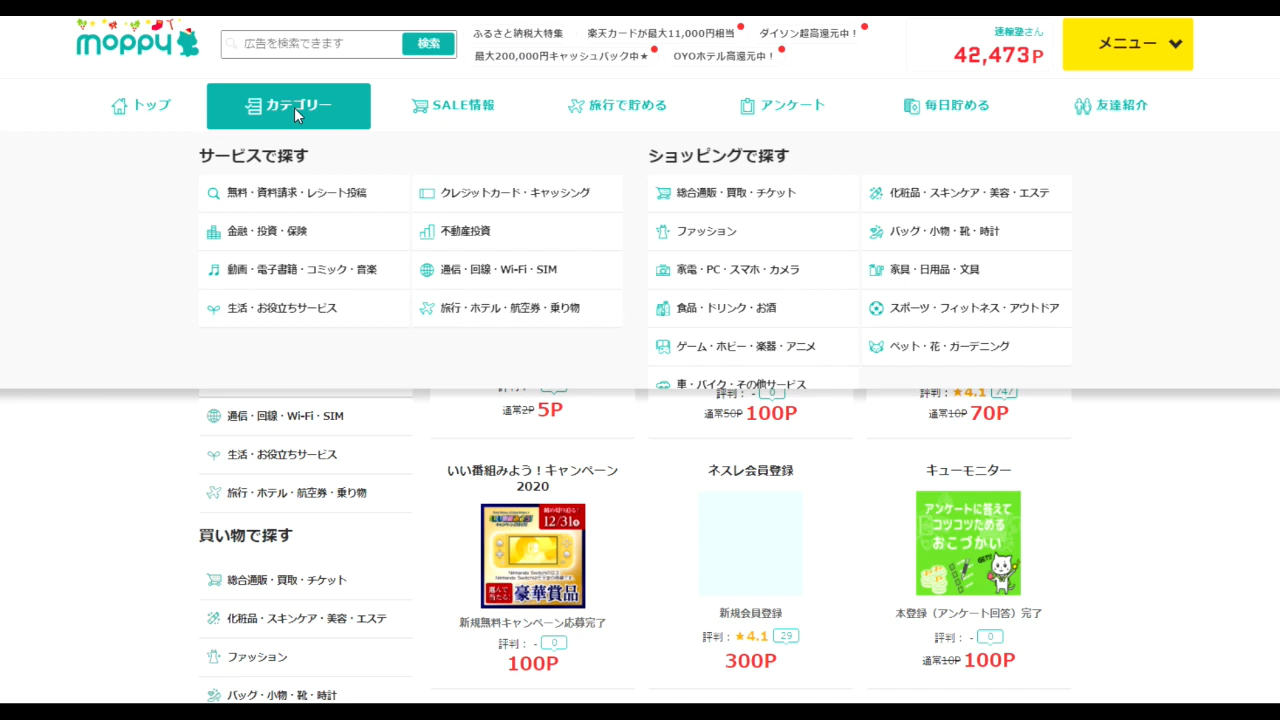 moppy
広告を検索できます
検索
ふるさと納税大特集
楽天カードが最大11,000円相当
ダイソン超高還元中！
最大200,000円キャッシュバック中★
OYOホテル高還元中！
さん
42,473P
メニュー
トップ
カテゴリー
SALE情報
旅行で貯める
アンケート
毎日貯める
友達紹介
サービスで探す
無料・資料請求・レシート投稿
クレジットカード・キャッシング
金融・投資・保険
不動産投資
動画・電子書籍・コミック・音楽
通信・回線・Wi-Fi・SIM
生活・お役立ちサービス
旅行・ホテル・航空券・乗り物
ショッピングで探す
総合通販・買取・チケット
化粧品・スキンケア・美容・エステ
ファッション
バッグ・小物・靴・時計
家電・PC・スマホ・カメラ
家具・日用品・文具
食品・ドリンク・お酒
スポーツ・フィットネス・アウトドア
ゲーム・ホビー・楽器・アニメ
ペット・花・ガーデニング
車・バイク・その他サービス
通信・回線・Wi-Fi・SIM
生活・お役立ちサービス
旅行・ホテル・航空券・乗り物
買い物で探す
総合通販・買取・チケット
化粧品・スキンケア・美容・エステ
ファッション
バッグ・小物・靴・時計
通常2P 5P
評判： - 0
通常50P 100P
評判：★4.1 747
通常10P 70P
いい番組みよう！キャンペーン
2020
12/31
豪華賞品
新規無料キャンペーン応募完了
評判： - 0
100P
ネスレ会員登録
新規会員登録
評判：★4.1 29
300P
キューモニター
アンケートに答えて
コツコツためる
おこづかい
GET!!
本登録（アンケート回答）完了
評判： - 0
通常10P 100P